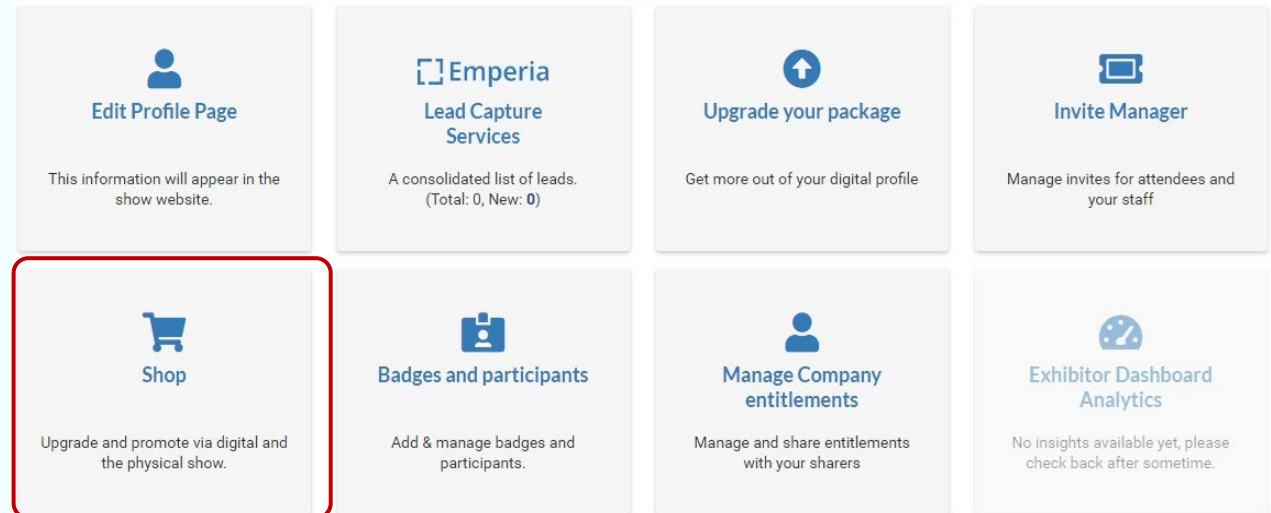 Edit Profile Page
This information will appear in the
show website.
Emperia
Lead Capture
Services
A consolidated list of leads.
(Total: 0, New: 0)
Upgrade your package
Get more out of your digital profile
Invite Manager
Manage invites for attendees and
your staff
Shop
Upgrade and promote via digital and
the physical show.
Badges and participants
Add & manage badges and
participants.
Manage Company
entitlements
Manage and share entitlements
with your sharers
Exhibitor Dashboard
Analytics
No insights available yet, please
check back after sometime.